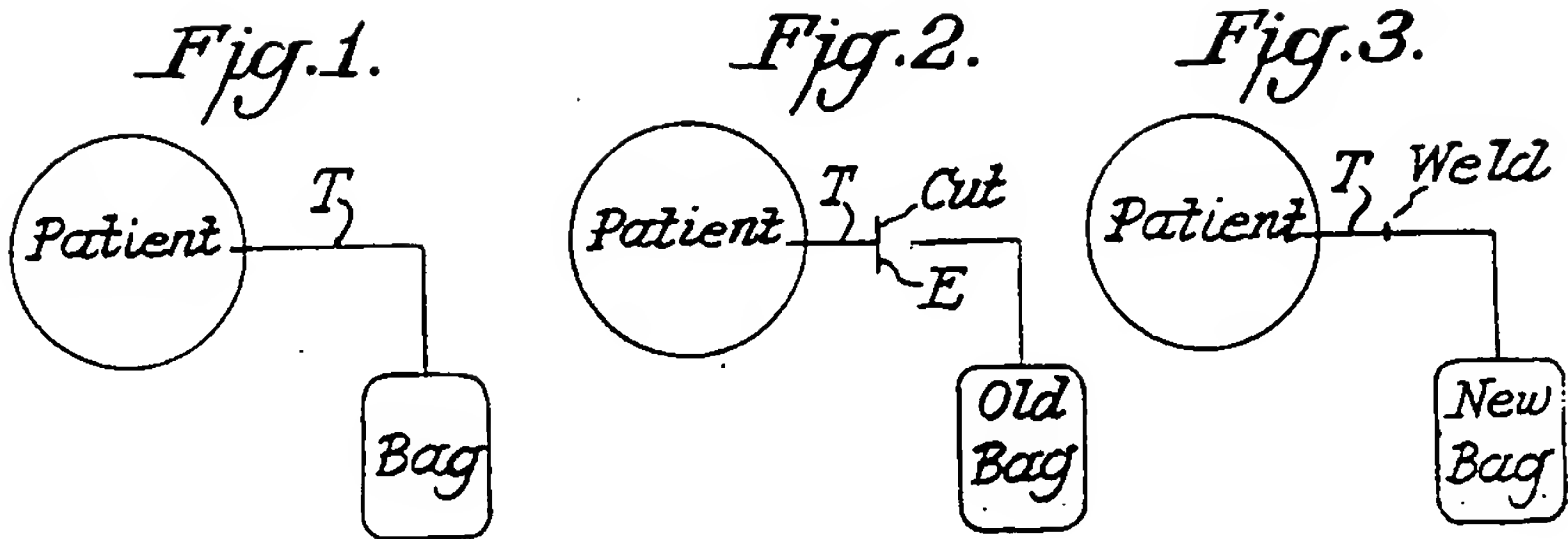 Fig.1.
Patient
T
Bag
Fig.2.
Patient
T
Cut
E
Old
Bag
Fig.3.
Patient
T
Weld
New
Bag